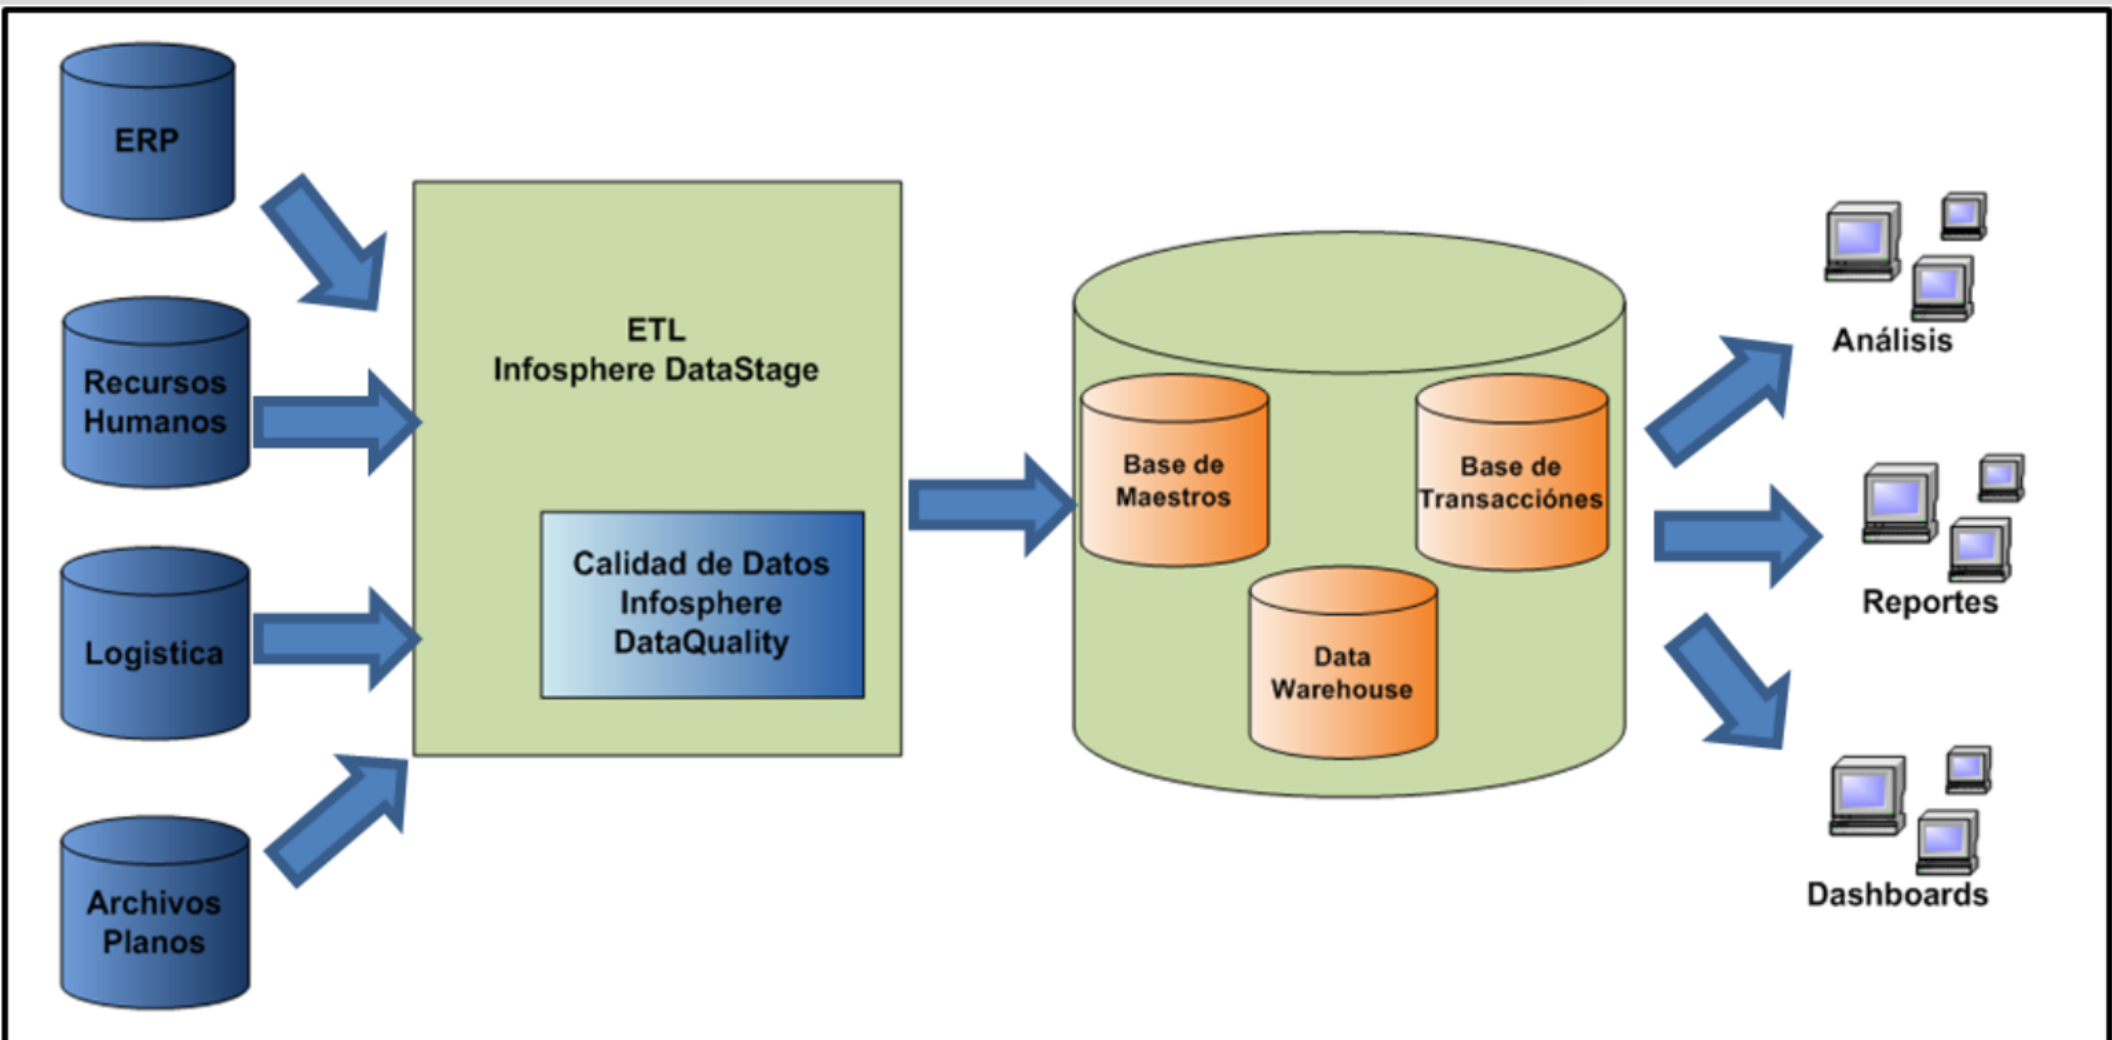 ERP
Recursos
Humanos
Logistica
Archivos
Planos
ETL
Infosphere DataStage
Calidad de Datos
Infosphere
DataQuality
Base de
Maestros
Base de
Transacciónes
Data
Warehouse
Análisis
Reportes
Dashboards